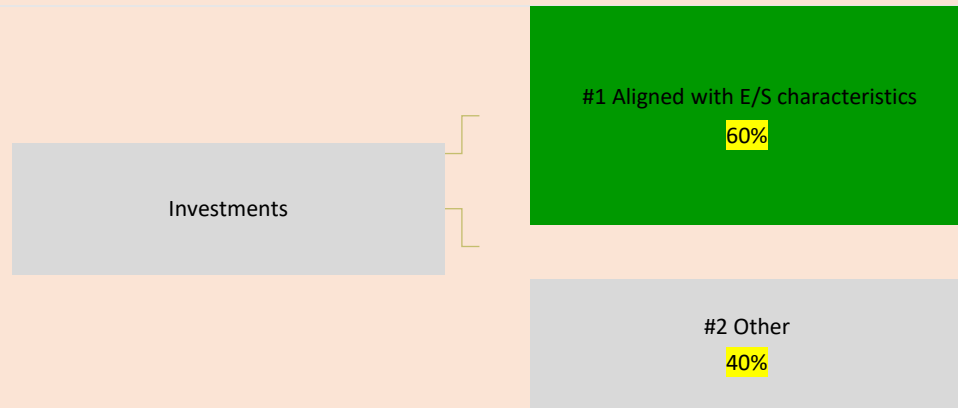 #1 Aligned with E/S characteristics
60%
Investments
#2 Other
40%